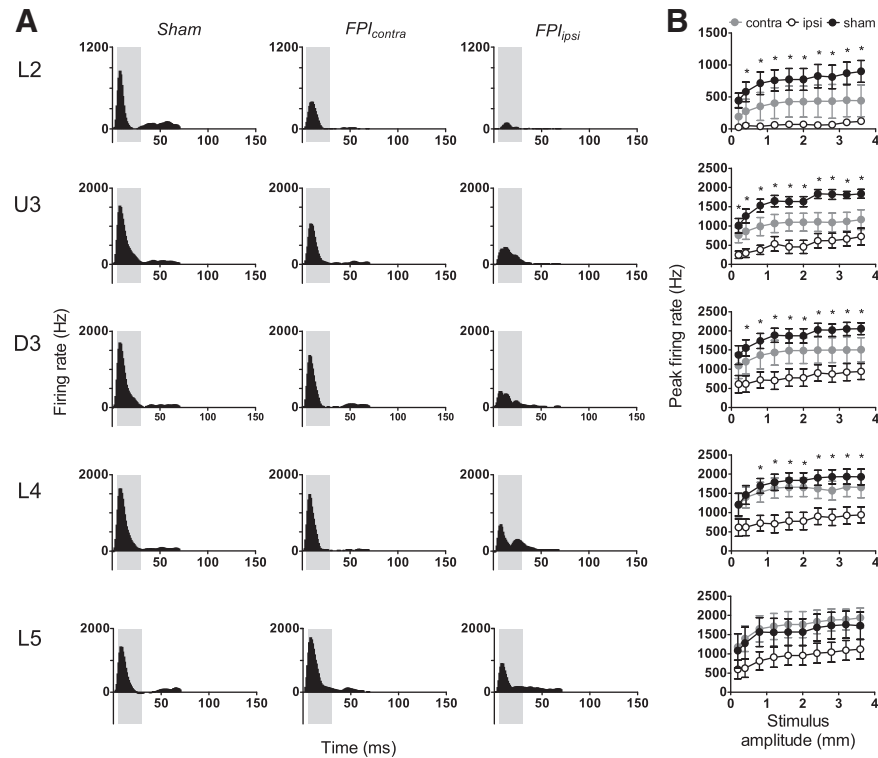 A Sham FPIcontra FPIipsi B contra ipsi sham
L2
1200 1200 1200 1500
1000
500
0 0 0 0
50 100 150 50 100 150 50 100 150 0 1 2 3 4
* * * * * * * * *
U3
2000 2000 2000 2500
2000
1500
1000
500
0 0 0 0
50 100 150 50 100 150 50 100 150 0 1 2 3 4
* * * * * * * * * *
D3
2000 2000 2000 2500
2000
1500
1000
500
0 0 0 0
50 100 150 50 100 150 50 100 150 0 1 2 3 4
* * * * * * * * *
Firing rate (Hz)
Peak firing rate (Hz)
L4
2000 2000 2000 2500
2000
1500
1000
500
0 0 0 0
50 100 150 50 100 150 50 100 150 0 1 2 3 4
* * * * * * * *
L5
2000 2000 2000 2500
2000
1500
1000
500
0 0 0 0
50 100 150 50 100 150 50 100 150 0 1 2 3 4
Time (ms)
Stimulus
amplitude (mm)